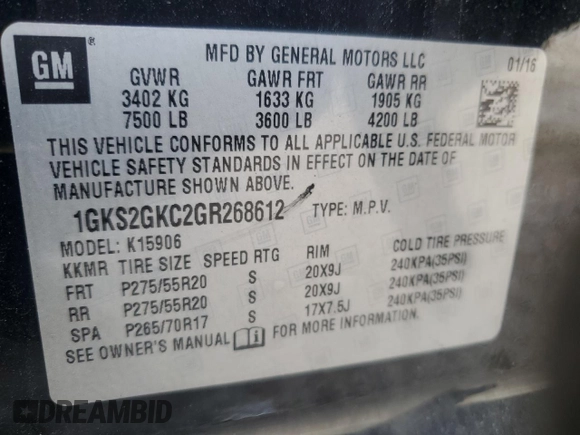 GM®
MFD BY GENERAL MOTORS LLC
01/16
GVWR GAWR FRT GAWR RR
3402 KG 1633 KG 1905 KG
7500 LB 3600 LB 4200 LB
THIS VEHICLE CONFORMS TO ALL APPLICABLE U.S. FEDERAL MOTOR
VEHICLE SAFETY STANDARDS IN EFFECT ON THE DATE OF
MANUFACTURE SHOWN ABOVE.
1GKS2GKC2GR268612 TYPE: M.P.V.
MODEL: K15906
KKMR TIRE SIZE SPEED RTG RIM COLD TIRE PRESSURE
FRT P275/55R20 S 20X9J 240KPA(35PSI)
RR P275/55R20 S 20X9J 240KPA(35PSI)
SPA P265/70R17 S 17X7.5J 240KPA(35PSI)
SEE OWNER'S MANUAL FOR MORE INFORMATION.
DREAMBID